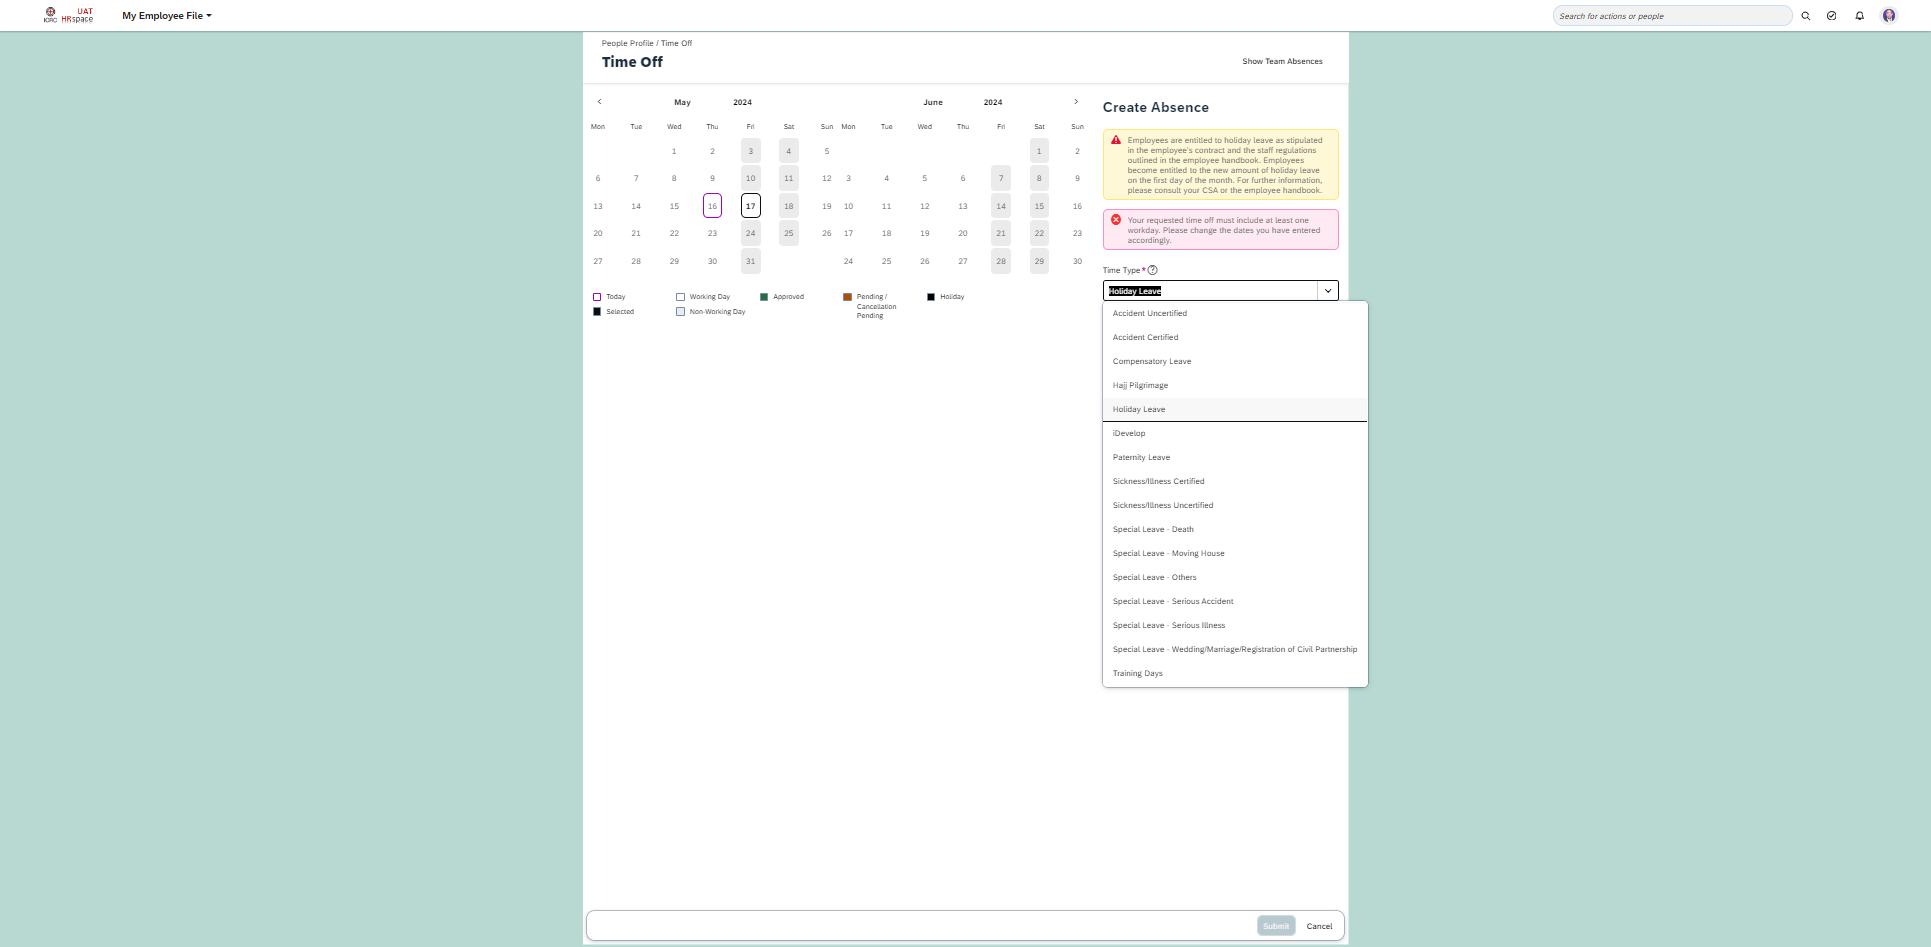 ICRC
UAT
HRspace
My Employee File
Search for actions or people
People Profile / Time Off
Time Off
Show Team Absences
May 2024
June 2024
Mon Tue Wed Thu Fri Sat Sun
1 2 3 4 5
6 7 8 9 10 11 12
13 14 15 16 17 18 19
20 21 22 23 24 25 26
27 28 29 30 31
Mon Tue Wed Thu Fri Sat Sun
1 2
3 4 5 6 7 8 9
10 11 12 13 14 15 16
17 18 19 20 21 22 23
24 25 26 27 28 29 30
Today
Working Day
Approved
Pending /
Cancellation
Pending
Holiday
Selected
Non-Working Day
Create Absence
Employees are entitled to holiday leave as stipulated
in the employee's contract and the staff regulations
outlined in the employee handbook. Employees
become entitled to the new amount of holiday leave
on the first day of the month. For further information,
please consult your CSA or the employee handbook.
Your requested time off must include at least one
workday. Please change the dates you have entered
accordingly.
Time Type *
Holiday Leave
Accident Uncertified
Accident Certified
Compensatory Leave
Hajj Pilgrimage
Holiday Leave
iDevelop
Paternity Leave
Sickness/Illness Certified
Sickness/Illness Uncertified
Special Leave - Death
Special Leave - Moving House
Special Leave - Others
Special Leave - Serious Accident
Special Leave - Serious Illness
Special Leave - Wedding/Marriage/Registration of Civil Partnership
Training Days
Submit
Cancel